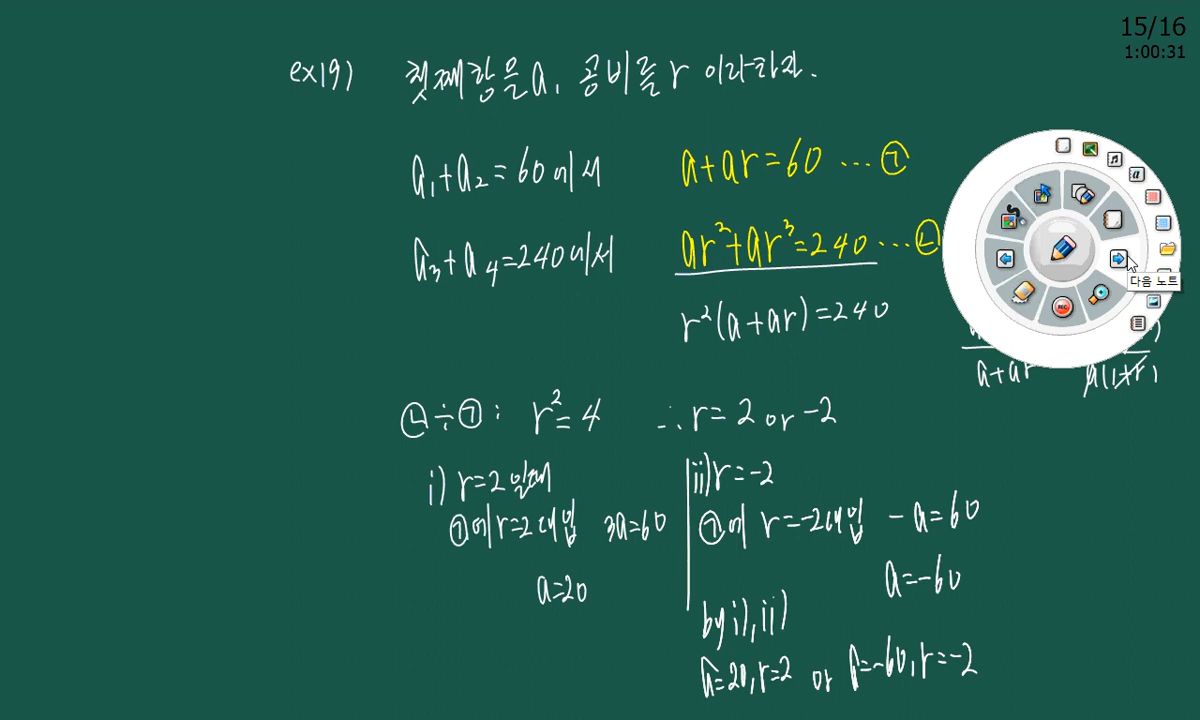 15/16
1:00:31
ex19) 첫째항을 a, 공비를 r 이라하자.
a₁+a₂=60에서 a+ar=60 … ㉠
a₃+a₄=240에서 ar²+ar³=240 … ㉡
다음 노트
r²(a+ar)=240
a+ar a(1+r)
㉡÷㉠ : r²=4 ∴r=2 or -2
i) r=2일때 ii) r=-2
㉠에 r=2대입 3a=60 ㉠에 r=-2대입 -a=60
a=20 a=-60
by i), ii)
a=20, r=2 or a=-60, r=-2